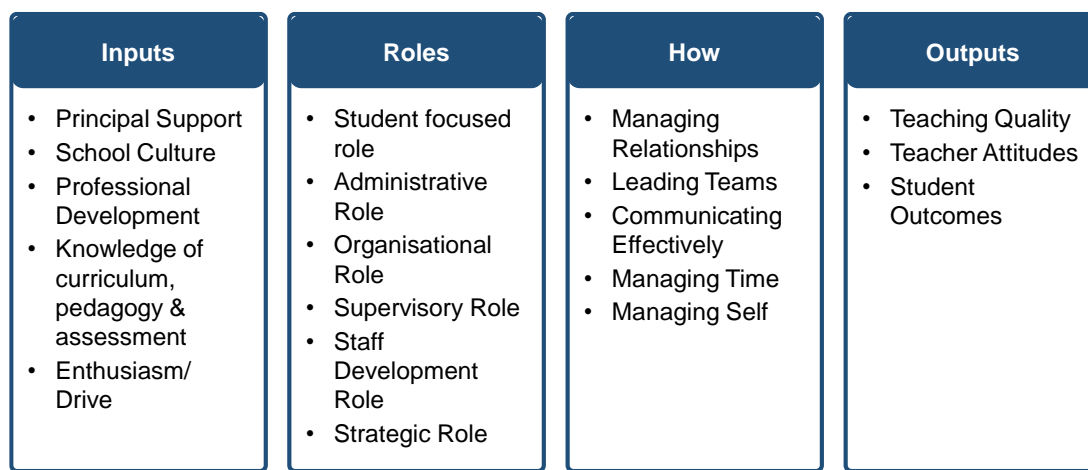 Inputs
• Principal Support
• School Culture
• Professional
Development
• Knowledge of
curriculum,
pedagogy &
assessment
• Enthusiasm/
Drive
Roles
• Student focused
role
• Administrative
Role
• Organisational
Role
• Supervisory Role
• Staff
Development
Role
• Strategic Role
How
• Managing
Relationships
• Leading Teams
• Communicating
Effectively
• Managing Time
• Managing Self
Outputs
• Teaching Quality
• Teacher Attitudes
• Student
Outcomes